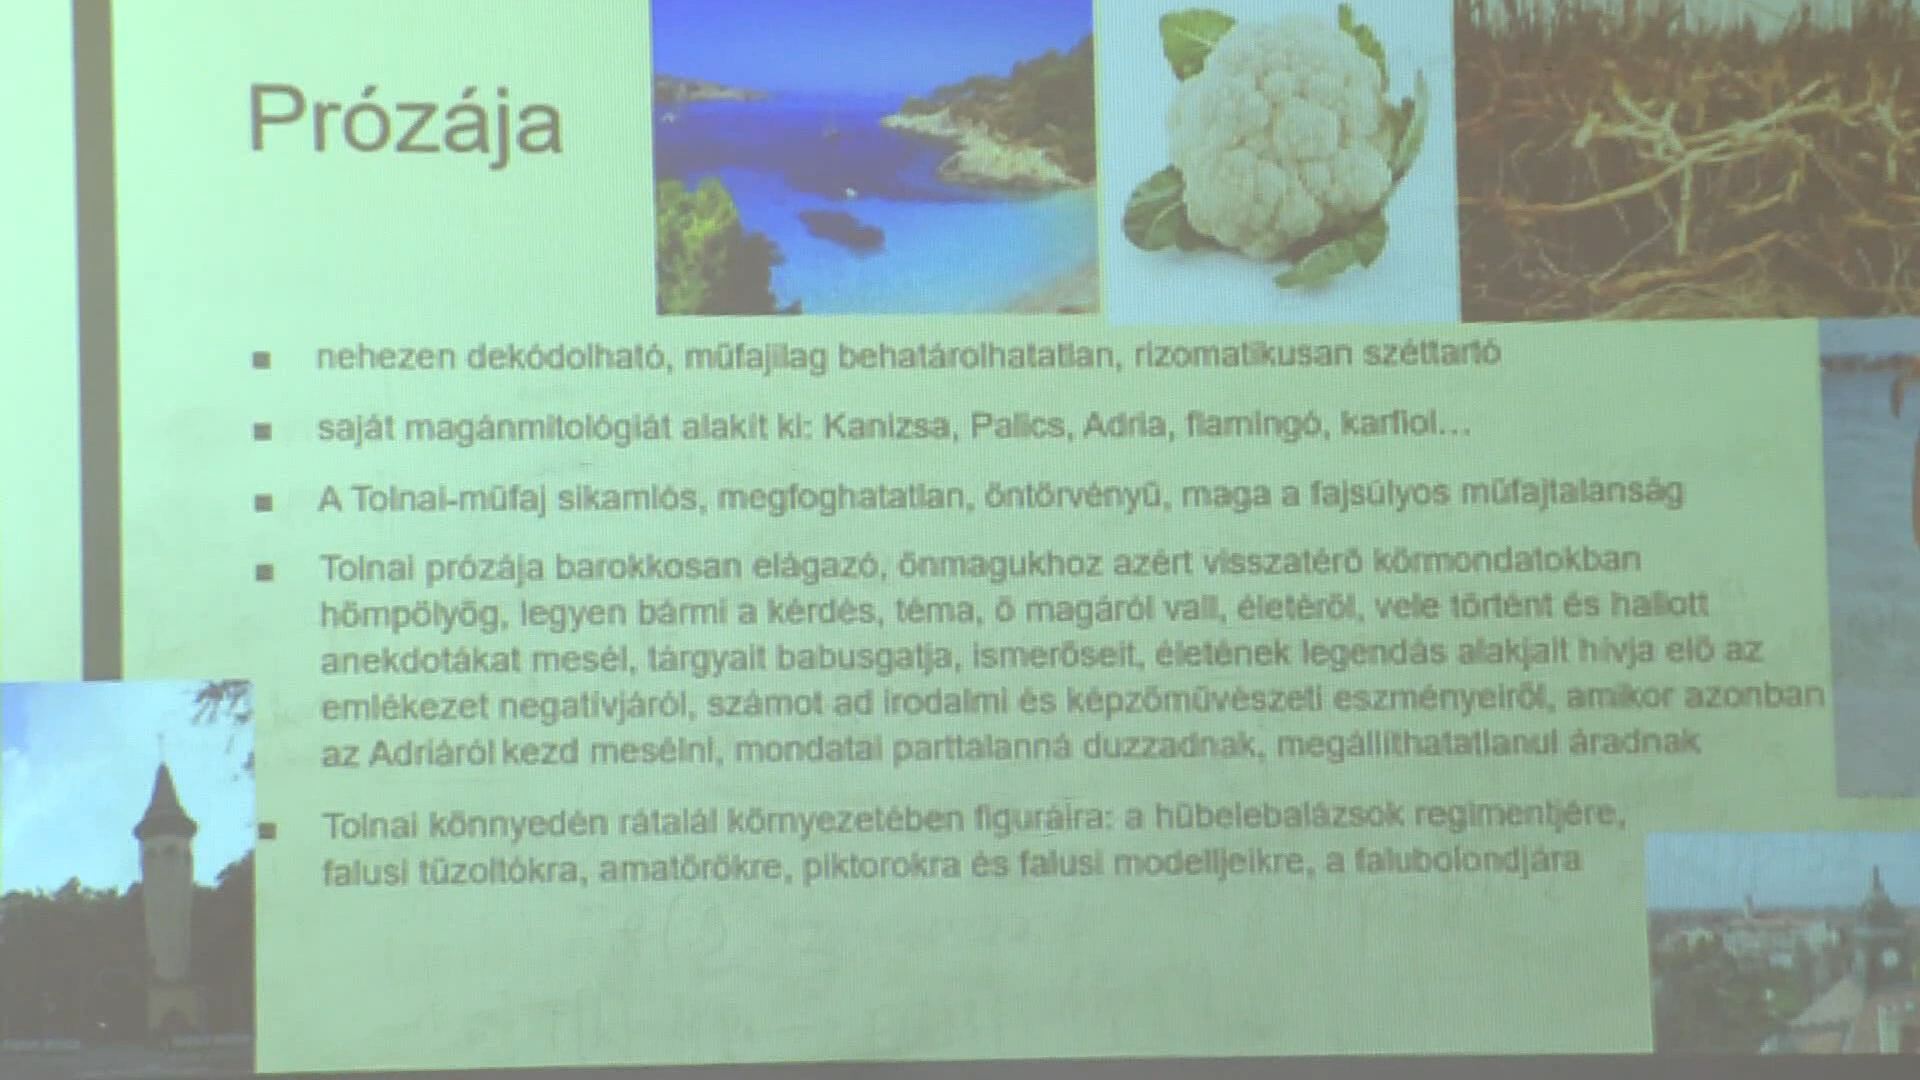 Prózája
nehezen dekódolható, műfajilag behatárolhatatlan, rizomatikusan széttartó
saját magánmitológiát alakít ki: Kanizsa, Palics, Adria, flamingó, karfiol…
A Tolnai-műfaj sikamlós, megfoghatatlan, öntörvényű, maga a fajsúlyos műfajtalanság
Tolnai prózája barokkosan elágazó, önmagukhoz azért visszatérő körmondatokban
hömpölyög, legyen bármi a kérdés, téma, ő magáról vall, életéről, vele történt és hallott
anekdotákat mesél, tárgyait babusgatja, ismerőseit, életének legendás alakjait hívja elő az
emlékezet negatívjáról, számot ad irodalmi és képzőművészeti eszményeiről, amikor azonban
az Adriáról kezd mesélni, mondatai parttalanná duzzadnak, megállíthatatlanul áradnak
Tolnai könnyedén rátalál környezetében figuráira: a hübelebalázsok regimentjére,
falusi tűzoltókra, amatőrökre, piktorokra és falusi modelljeikre, a falubolondjára